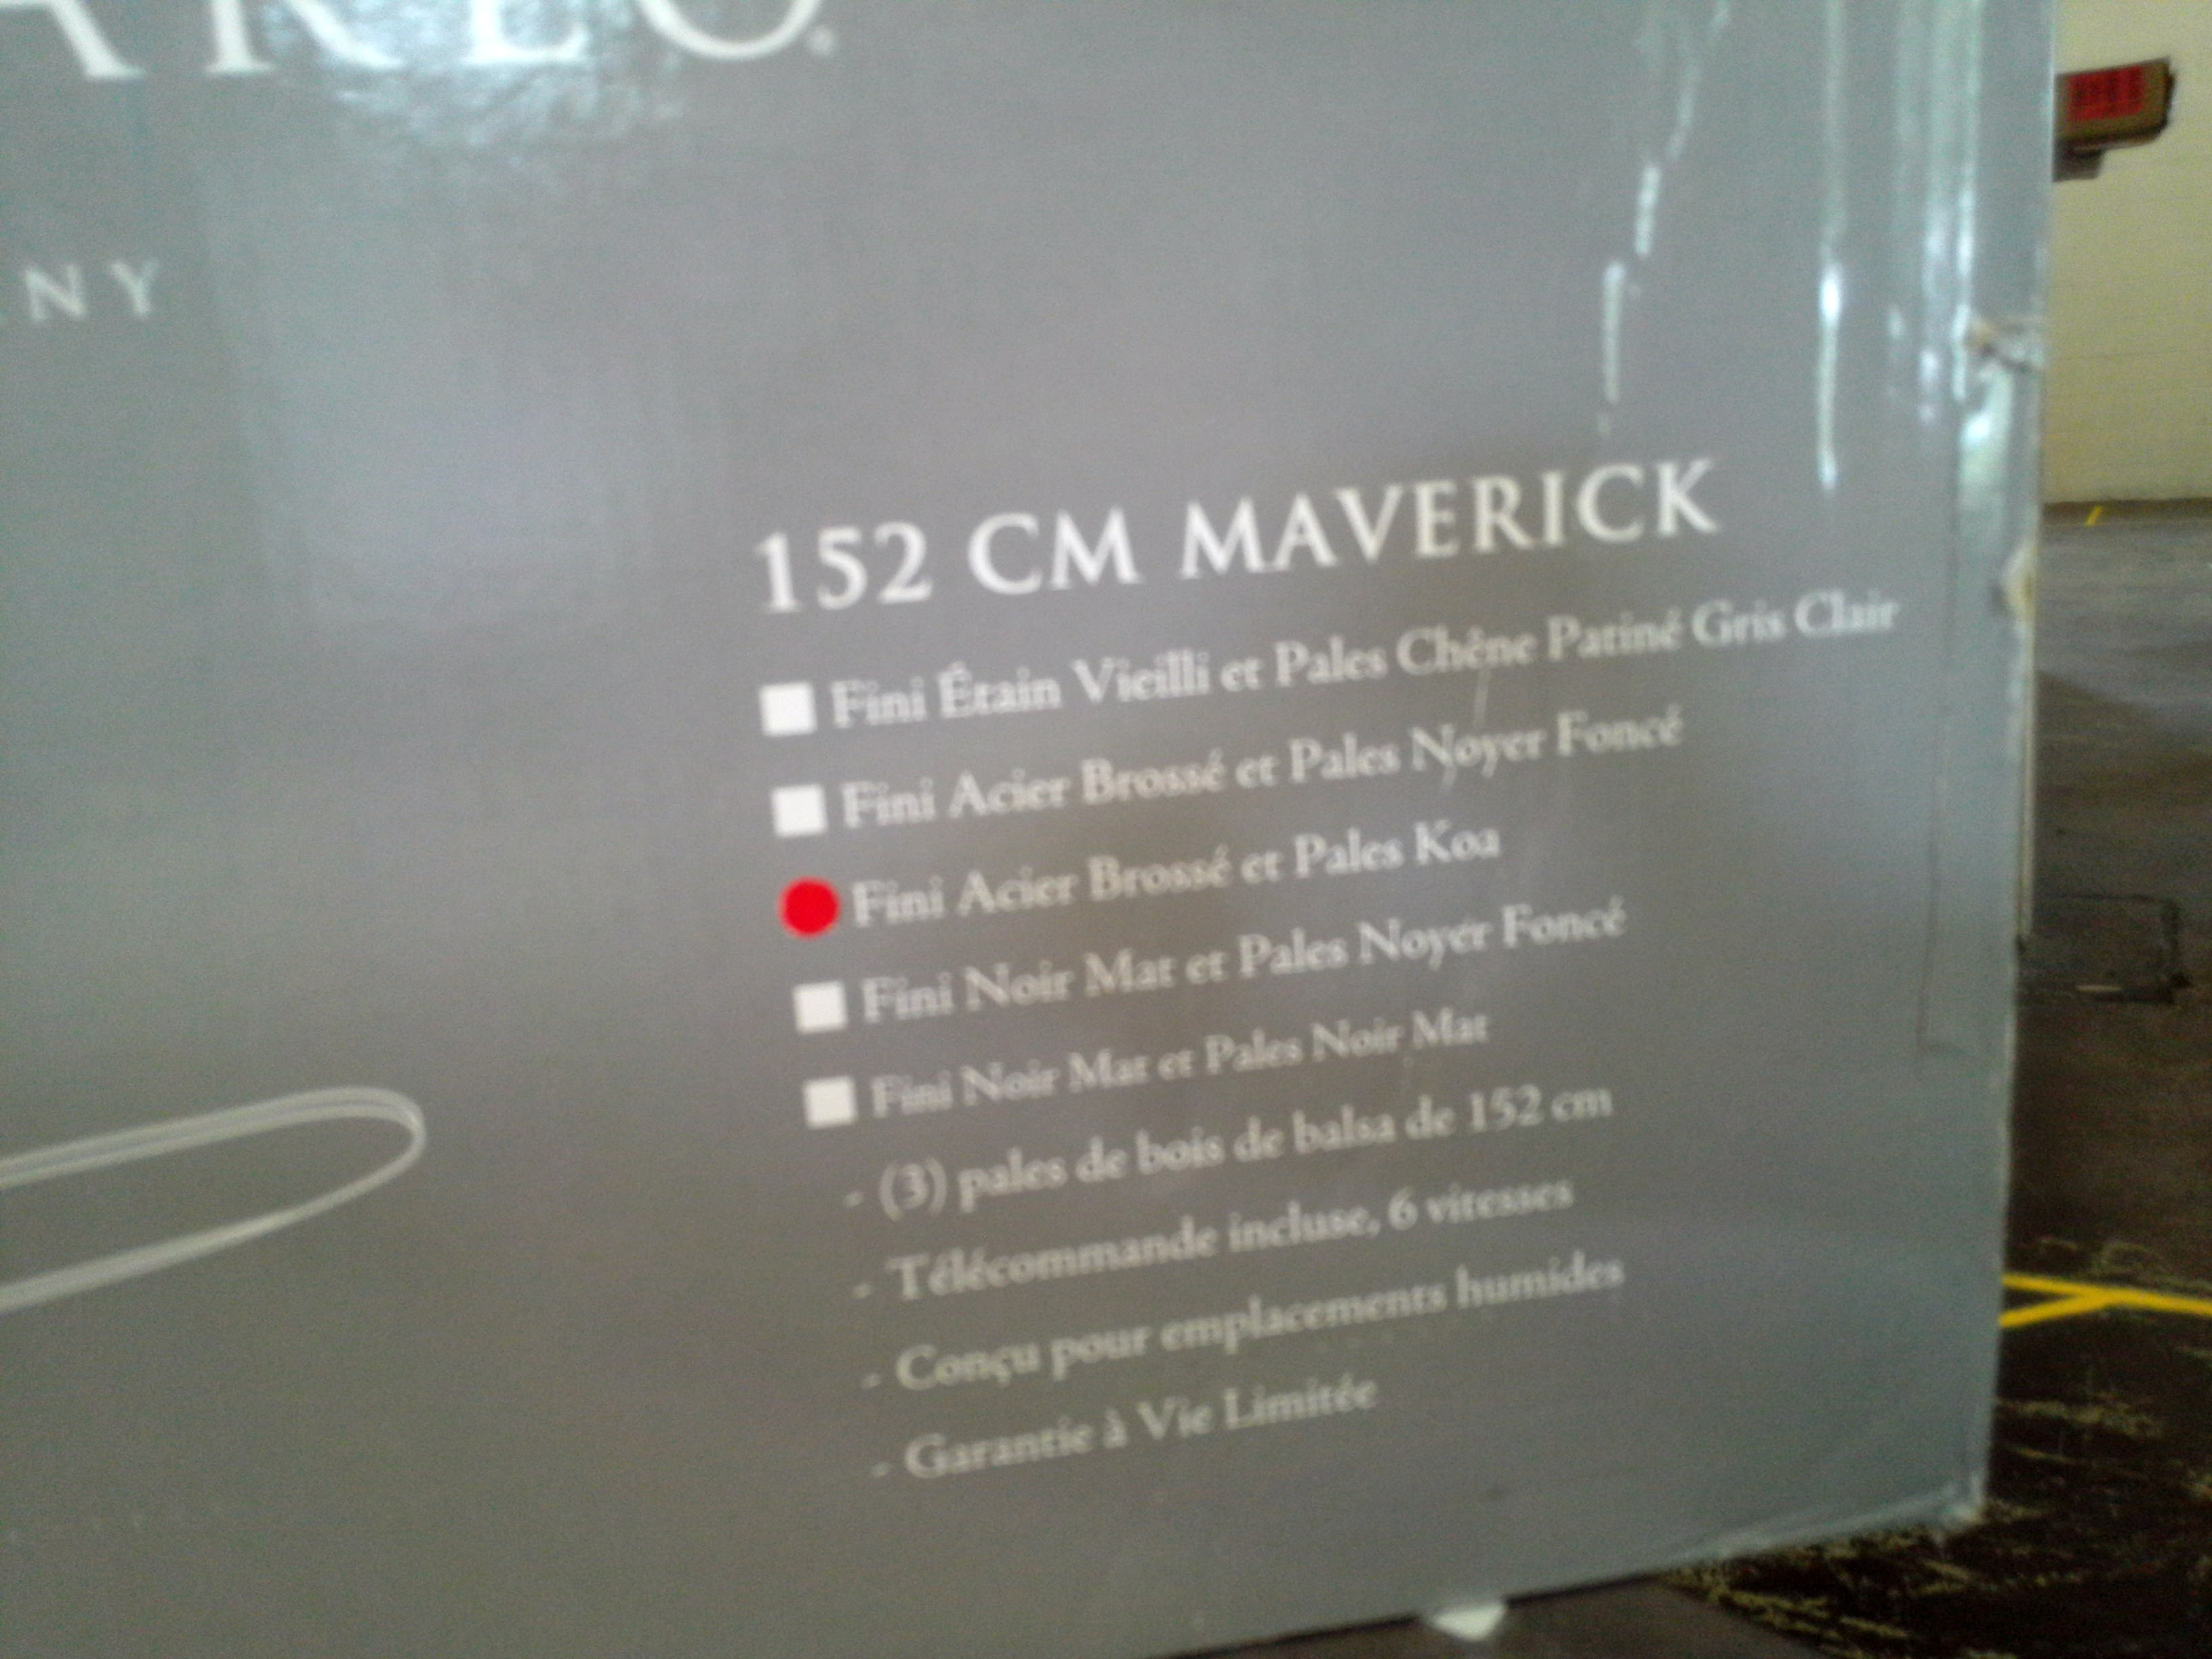 152 CM MAVERICK
Fini Étain Vieilli et Pales Chêne Patiné Gris Clair
Fini Acier Brossé et Pales Noyer Foncé
Fini Acier Brossé et Pales Koa
Fini Noir Mat et Pales Noyer Foncé
Fini Noir Mat et Pales Noir Mat
- (3) pales de bois de balsa de 152 cm
- Télécommande incluse, 6 vitesses
- Conçu pour emplacements humides
- Garantie à Vie Limitée